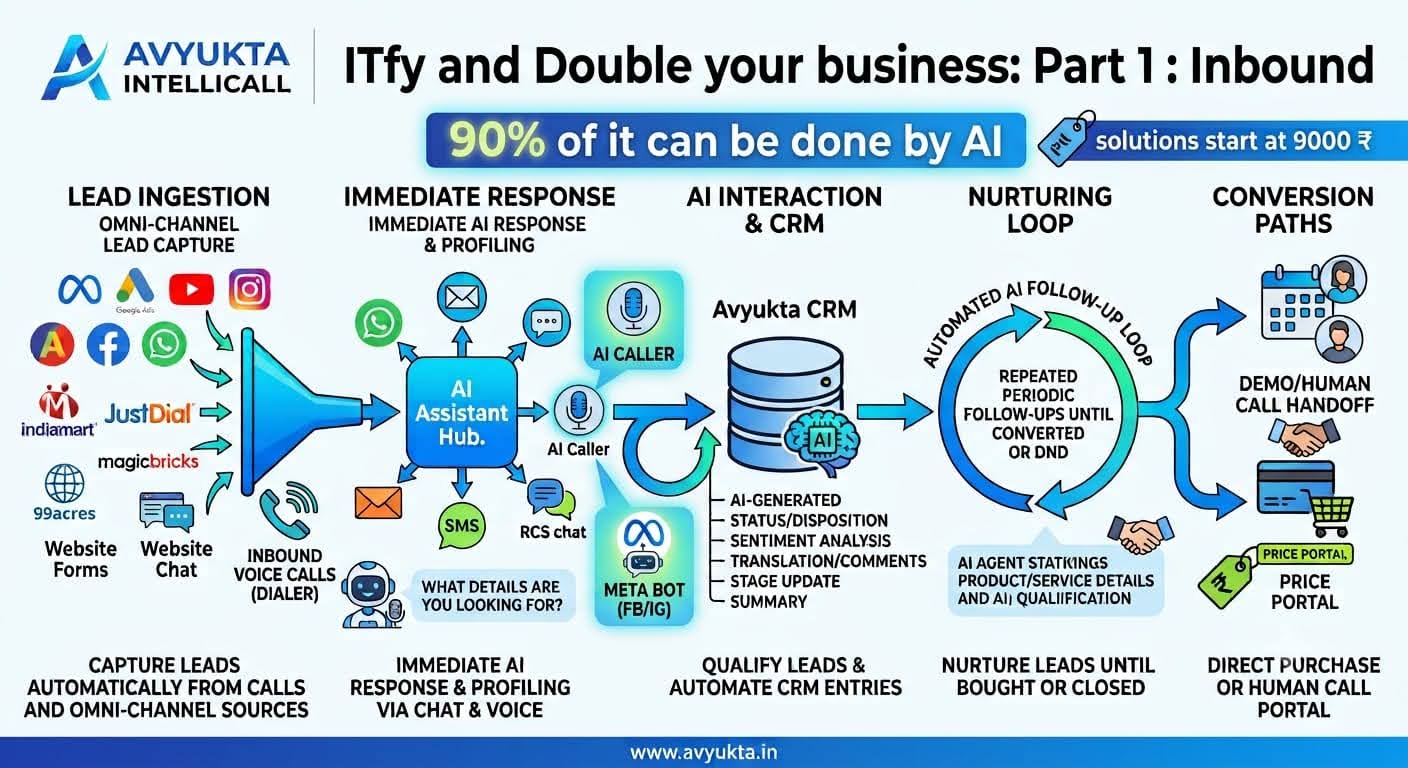 AVYUKTA
INTELLICALL
ITfy and Double your business: Part 1 : Inbound
90% of it can be done by AI
solutions start at 9000 ₹
LEAD INGESTION
OMNI-CHANNEL
LEAD CAPTURE
Google Ads
indiamart
JustDial
magicbricks
99acres
Website
Forms
Website
Chat
INBOUND
VOICE CALLS
(DIALER)
CAPTURE LEADS
AUTOMATICALLY FROM CALLS
AND OMNI-CHANNEL SOURCES
IMMEDIATE RESPONSE
IMMEDIATE AI RESPONSE
& PROFILING
AI
Assistant
Hub.
AI CALLER
AI Caller
SMS
RCS chat
WHAT DETAILS ARE
YOU LOOKING FOR?
META BOT
(FB/IG)
IMMEDIATE AI
RESPONSE & PROFILING
VIA CHAT & VOICE
AI INTERACTION
& CRM
Avyukta CRM
AI
AI-GENERATED
STATUS/DISPOSITION
SENTIMENT ANALYSIS
TRANSLATION/COMMENTS
STAGE UPDATE
SUMMARY
QUALIFY LEADS &
AUTOMATE CRM ENTRIES
NURTURING
LOOP
AUTOMATED AI FOLLOW-UP LOOP
REPEATED
PERIODIC
FOLLOW-UPS UNTIL
CONVERTED
OR DND
AI AGENT
PRODUCT/SERVICE DETAILS
AND
NURTURE LEADS UNTIL
BOUGHT OR CLOSED
CONVERSION
PATHS
DEMO/HUMAN
CALL HANDOFF
PRICE PORTAL
₹
PRICE
PORTAL
DIRECT PURCHASE
OR HUMAN CALL
PORTAL
www.avyukta.in